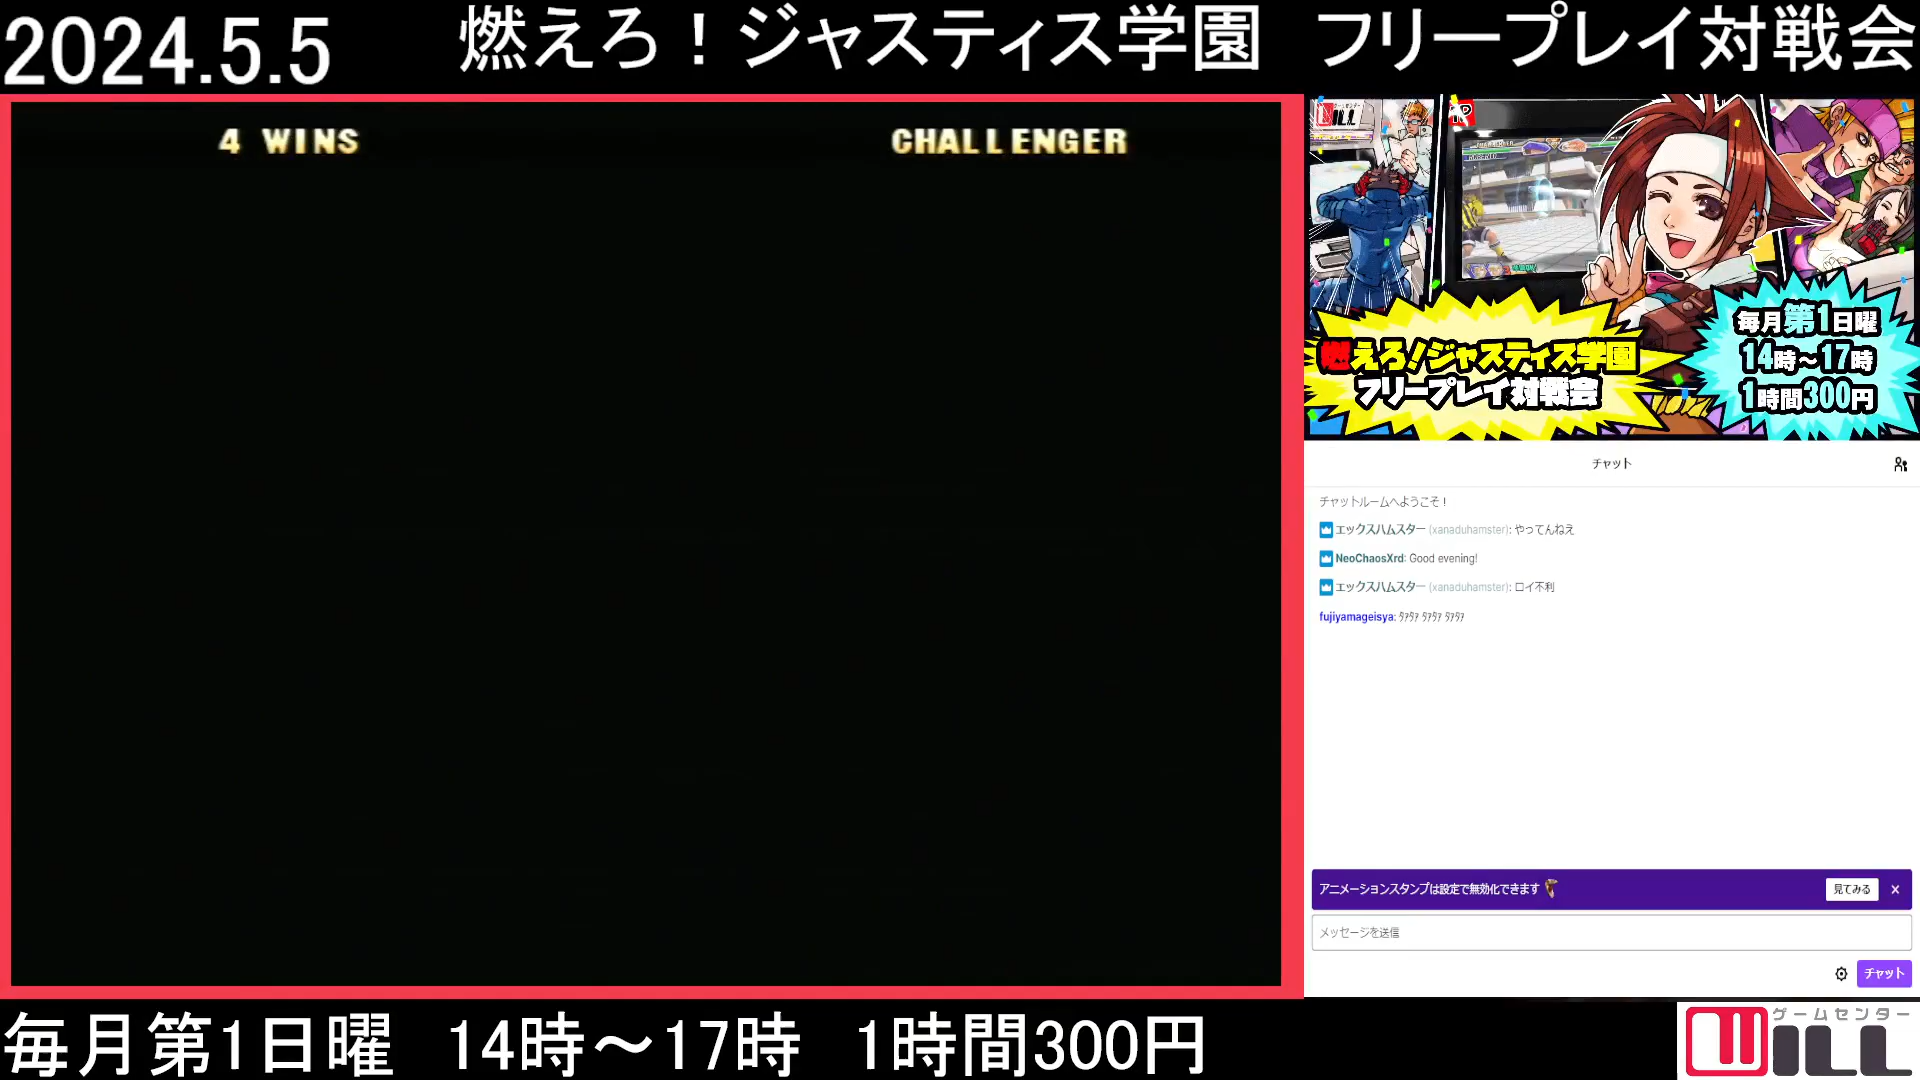 2024.5.5 燃えろ！ジャスティス学園 フリープレイ対戦会
4 WINS
CHALLENGER
燃えろ!ジャスティス学園
フリープレイ対戦会
毎月第1日曜
14時～17時
1時間300円
チャット
チャットルームへようこそ！
エックスハムスター (xanaduhamster): やってんねえ
NeoChaosXrd: Good evening!
エックスハムスター (xanaduhamster): ロイ不利
fujiyamageisya: ﾀｱﾀｱ ﾀｱﾀｱ ﾀｱﾀｱ
アニメーションスタンプは設定で無効化できます
見てみる
メッセージを送信
チャット
毎月第1日曜 14時～17時 1時間300円
ゲームセンター
WILL